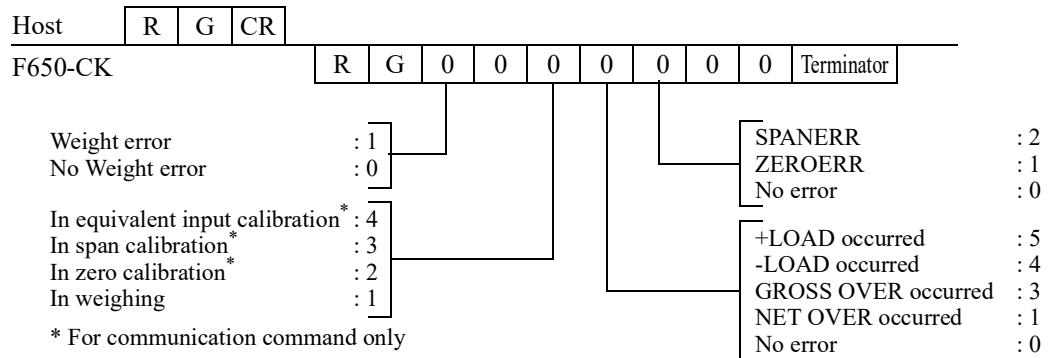 Host R G CR
F650-CK R G 0 0 0 0 0 0 0 Terminator
Weight error : 1
No Weight error : 0
In equivalent input calibration* : 4
In span calibration* : 3
In zero calibration* : 2
In weighing : 1
* For communication command only
SPANERR : 2
ZEROERR : 1
No error : 0
+LOAD occurred : 5
-LOAD occurred : 4
GROSS OVER occurred : 3
NET OVER occurred : 1
No error : 0